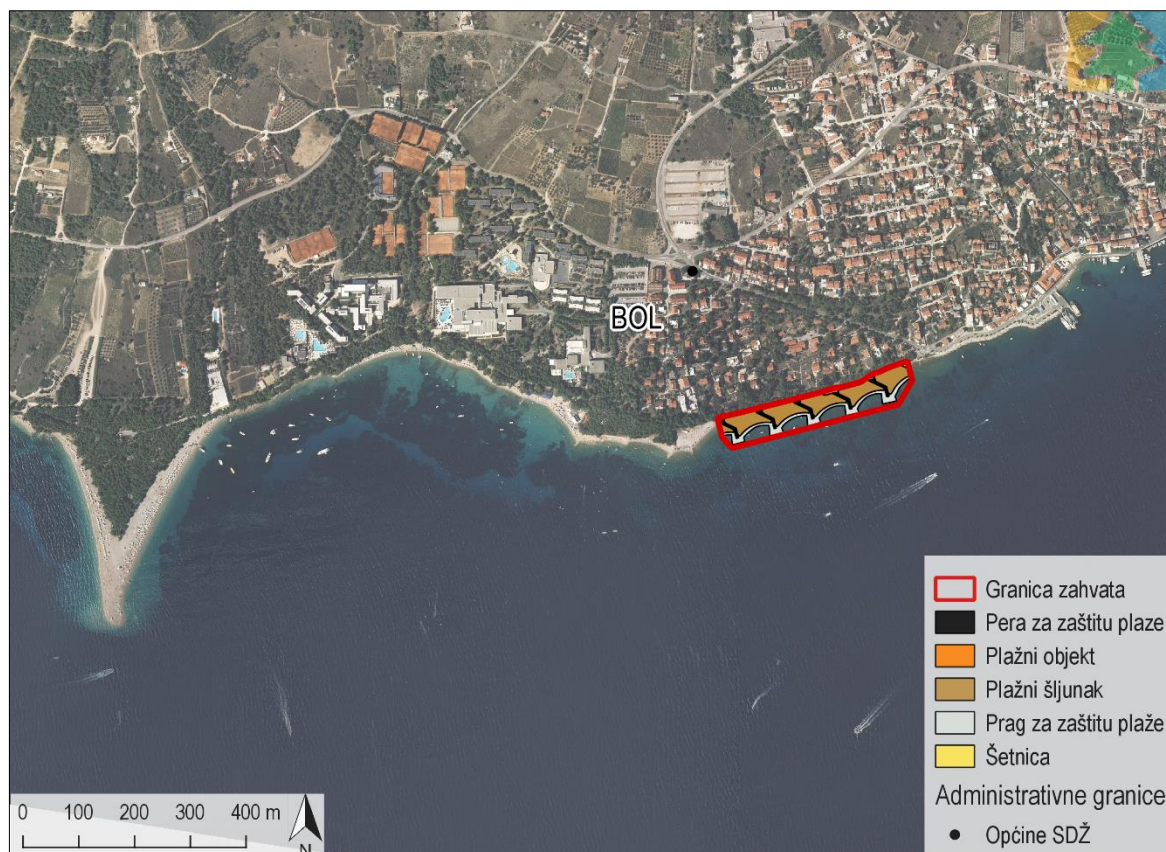 BOL
Granica zahvata
Pera za zaštitu plaze
Plažni objekt
Plažni šljunak
Prag za zaštitu plaže
Šetnica
Administrativne granice
Općine SDŽ
0 100 200 300 400 m
N